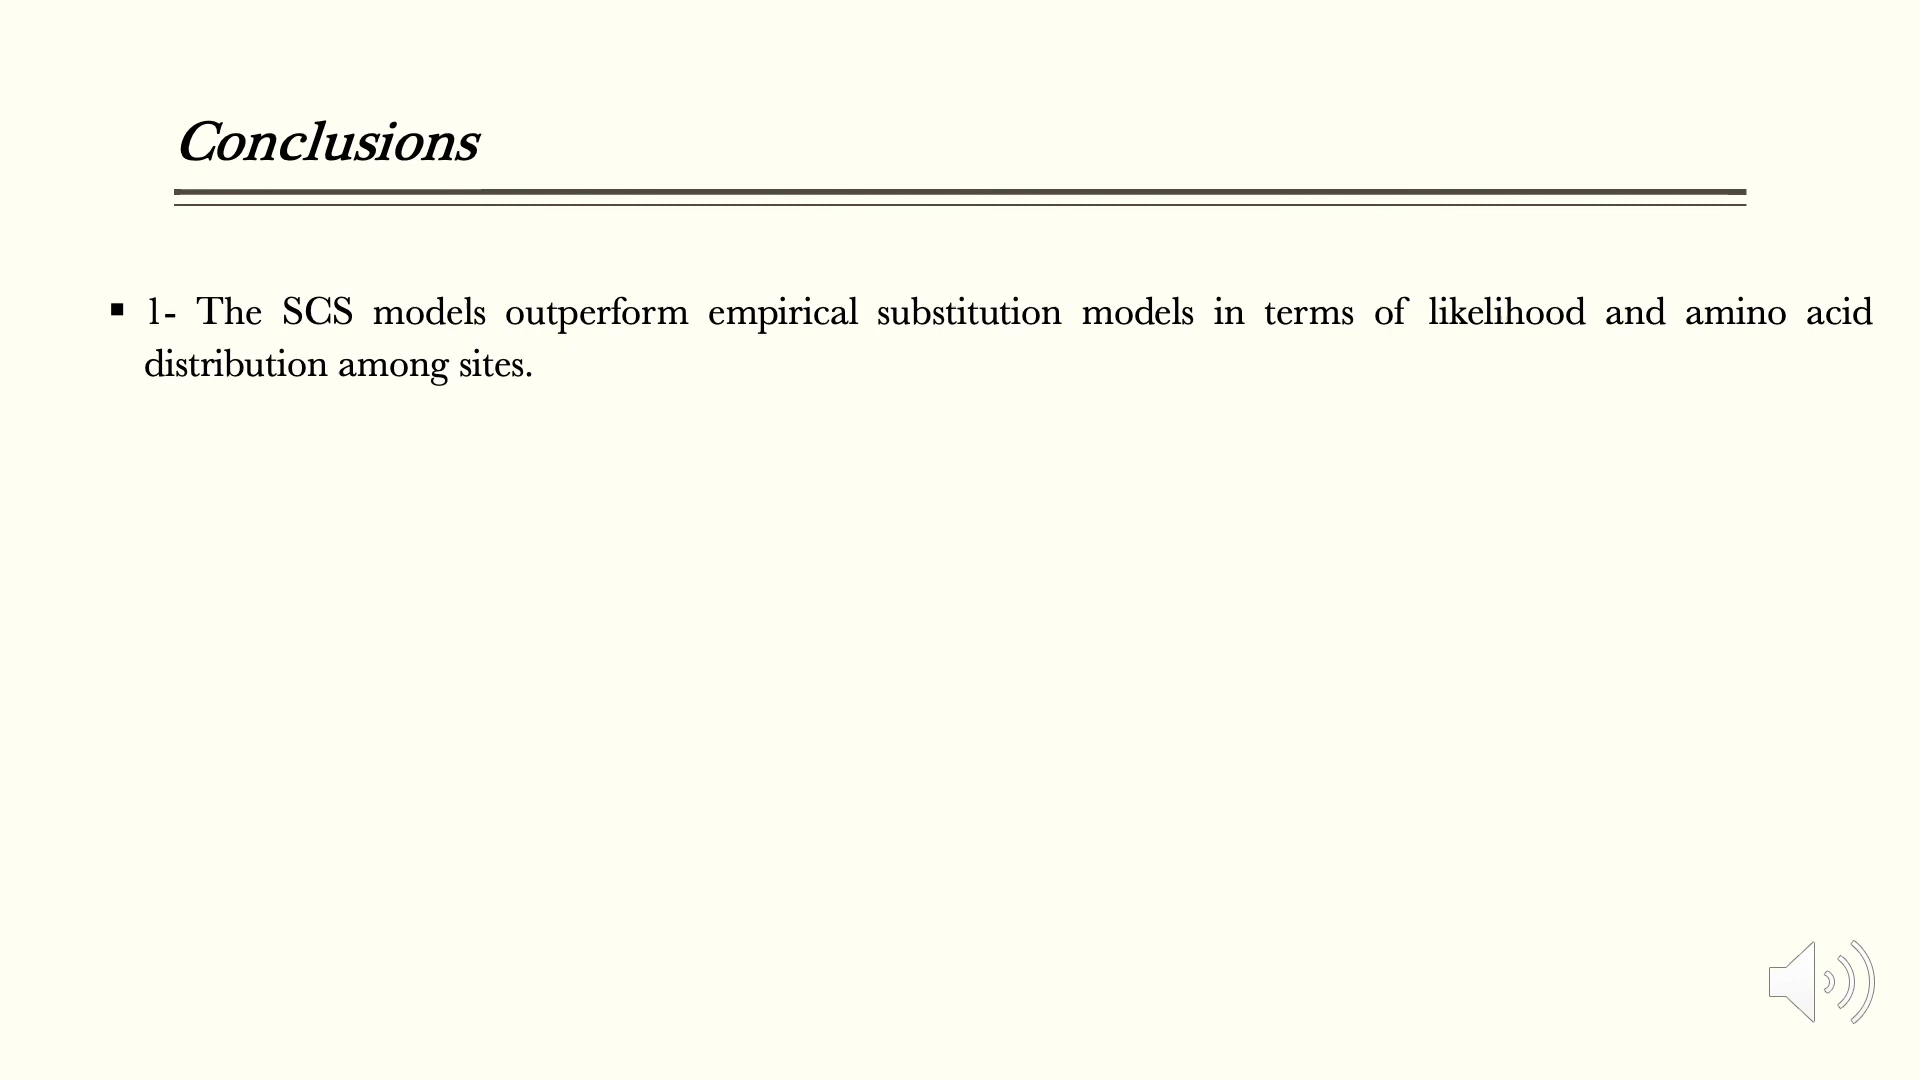 Conclusions
▪ 1- The SCS models outperform empirical substitution models in terms of likelihood and amino acid
distribution among sites.